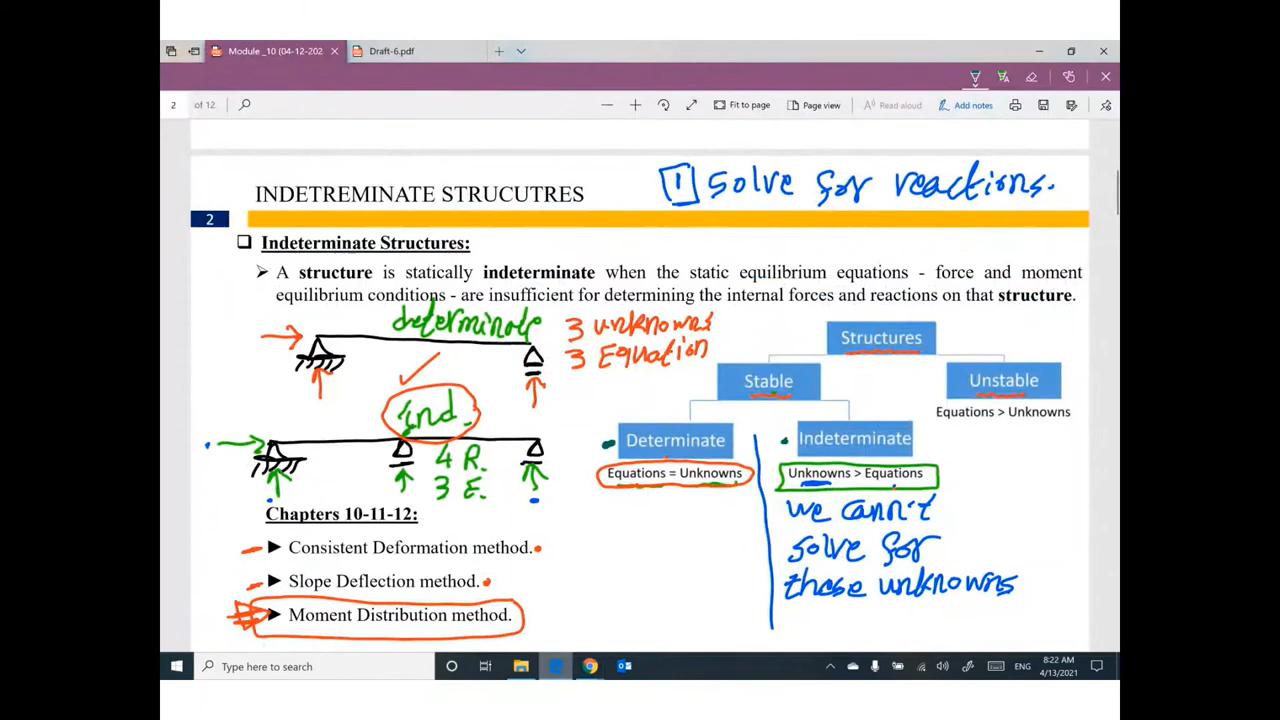 Module _10 (04-12-202
Draft-6.pdf
2 of 12
Fit to page
Page view
Read aloud
Add notes
INDETREMINATE STRUCUTRES
1 solve for reactions.
2
Indeterminate Structures:
A structure is statically indeterminate when the static equilibrium equations - force and moment
equilibrium conditions - are insufficient for determining the internal forces and reactions on that structure.
determinate
3 unknowns
3 Equation
Structures
Stable
Unstable
Equations > Unknowns
ind.
Determinate
Indeterminate
Equations = Unknowns
Unknowns > Equations
4 R.
3 E.
we cann't
solve for
these unknowns
Chapters 10-11-12:
Consistent Deformation method.
Slope Deflection method.
Moment Distribution method.
Type here to search
ENG
8:22 AM
4/13/2021